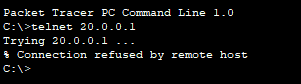 Packet Tracer PC Command Line 1.0
C:\>telnet 20.0.0.1
Trying 20.0.0.1 ...
% Connection refused by remote host
C:\>